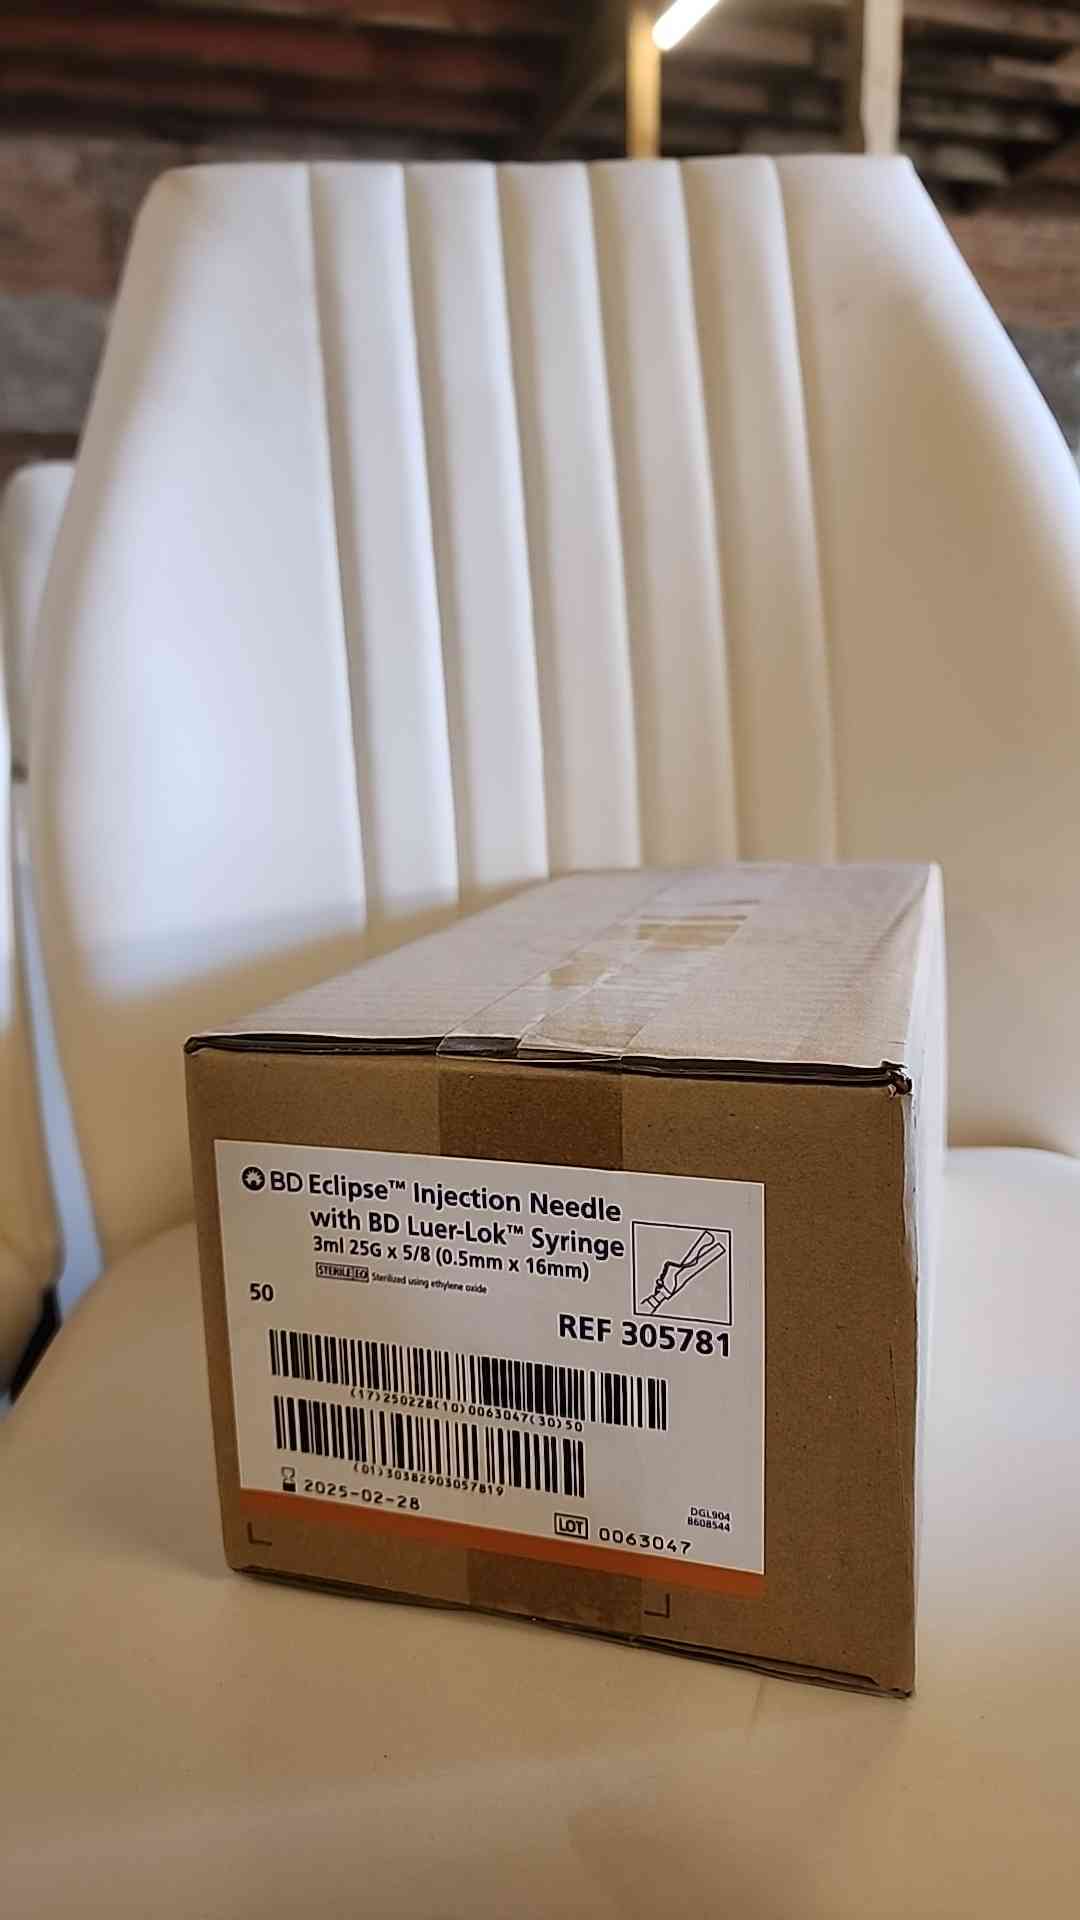 BD Eclipse™ Injection Needle
with BD Luer-Lok™ Syringe
3ml 25G x 5/8 (0.5mm x 16mm)
STERILE EO Sterilized using ethylene oxide
50
REF 305781
(17)250228(10)0063047(30)50
(01)30382903057819
2025-02-28
LOT 0063047
DGL904
B608544